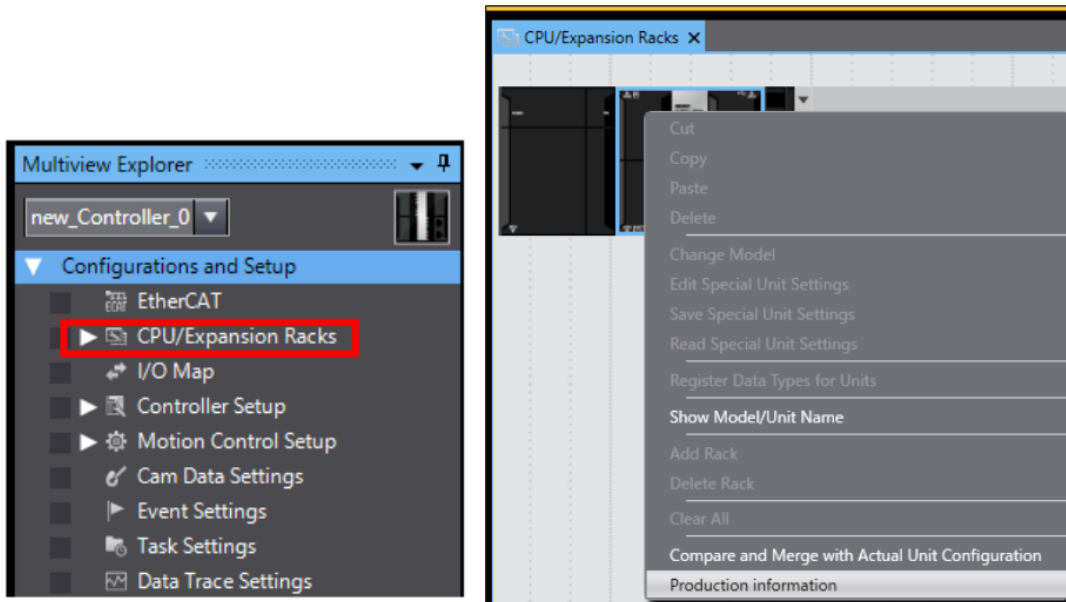 Multiview Explorer
new_Controller_0
Configurations and Setup
EtherCAT
CPU/Expansion Racks
I/O Map
Controller Setup
Motion Control Setup
Cam Data Settings
Event Settings
Task Settings
Data Trace Settings
CPU/Expansion Racks
Cut
Copy
Paste
Delete
Change Model
Edit Special Unit Settings
Save Special Unit Settings
Read Special Unit Settings
Register Data Types for Units
Show Model/Unit Name
Add Rack
Delete Rack
Clear All
Compare and Merge with Actual Unit Configuration
Production information